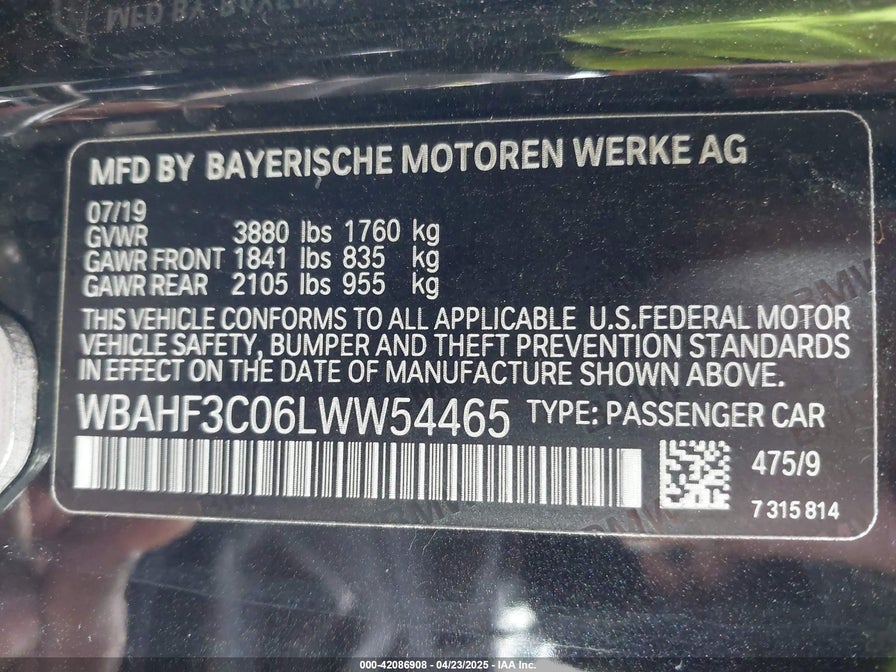 MFD BY BAYERISCHE MOTOREN WERKE AG
07/19
GVWR 3880 lbs 1760 kg
GAWR FRONT 1841 lbs 835 kg
GAWR REAR 2105 lbs 955 kg
THIS VEHICLE CONFORMS TO ALL APPLICABLE U.S.FEDERAL MOTOR
VEHICLE SAFETY, BUMPER AND THEFT PREVENTION STANDARDS
IN EFFECT ON THE DATE OF MANUFACTURE SHOWN ABOVE.
WBAHF3C06LWW54465 TYPE: PASSENGER CAR
475/9
7 315 814
000-42086908 - 04/23/2025 - IAA Inc.